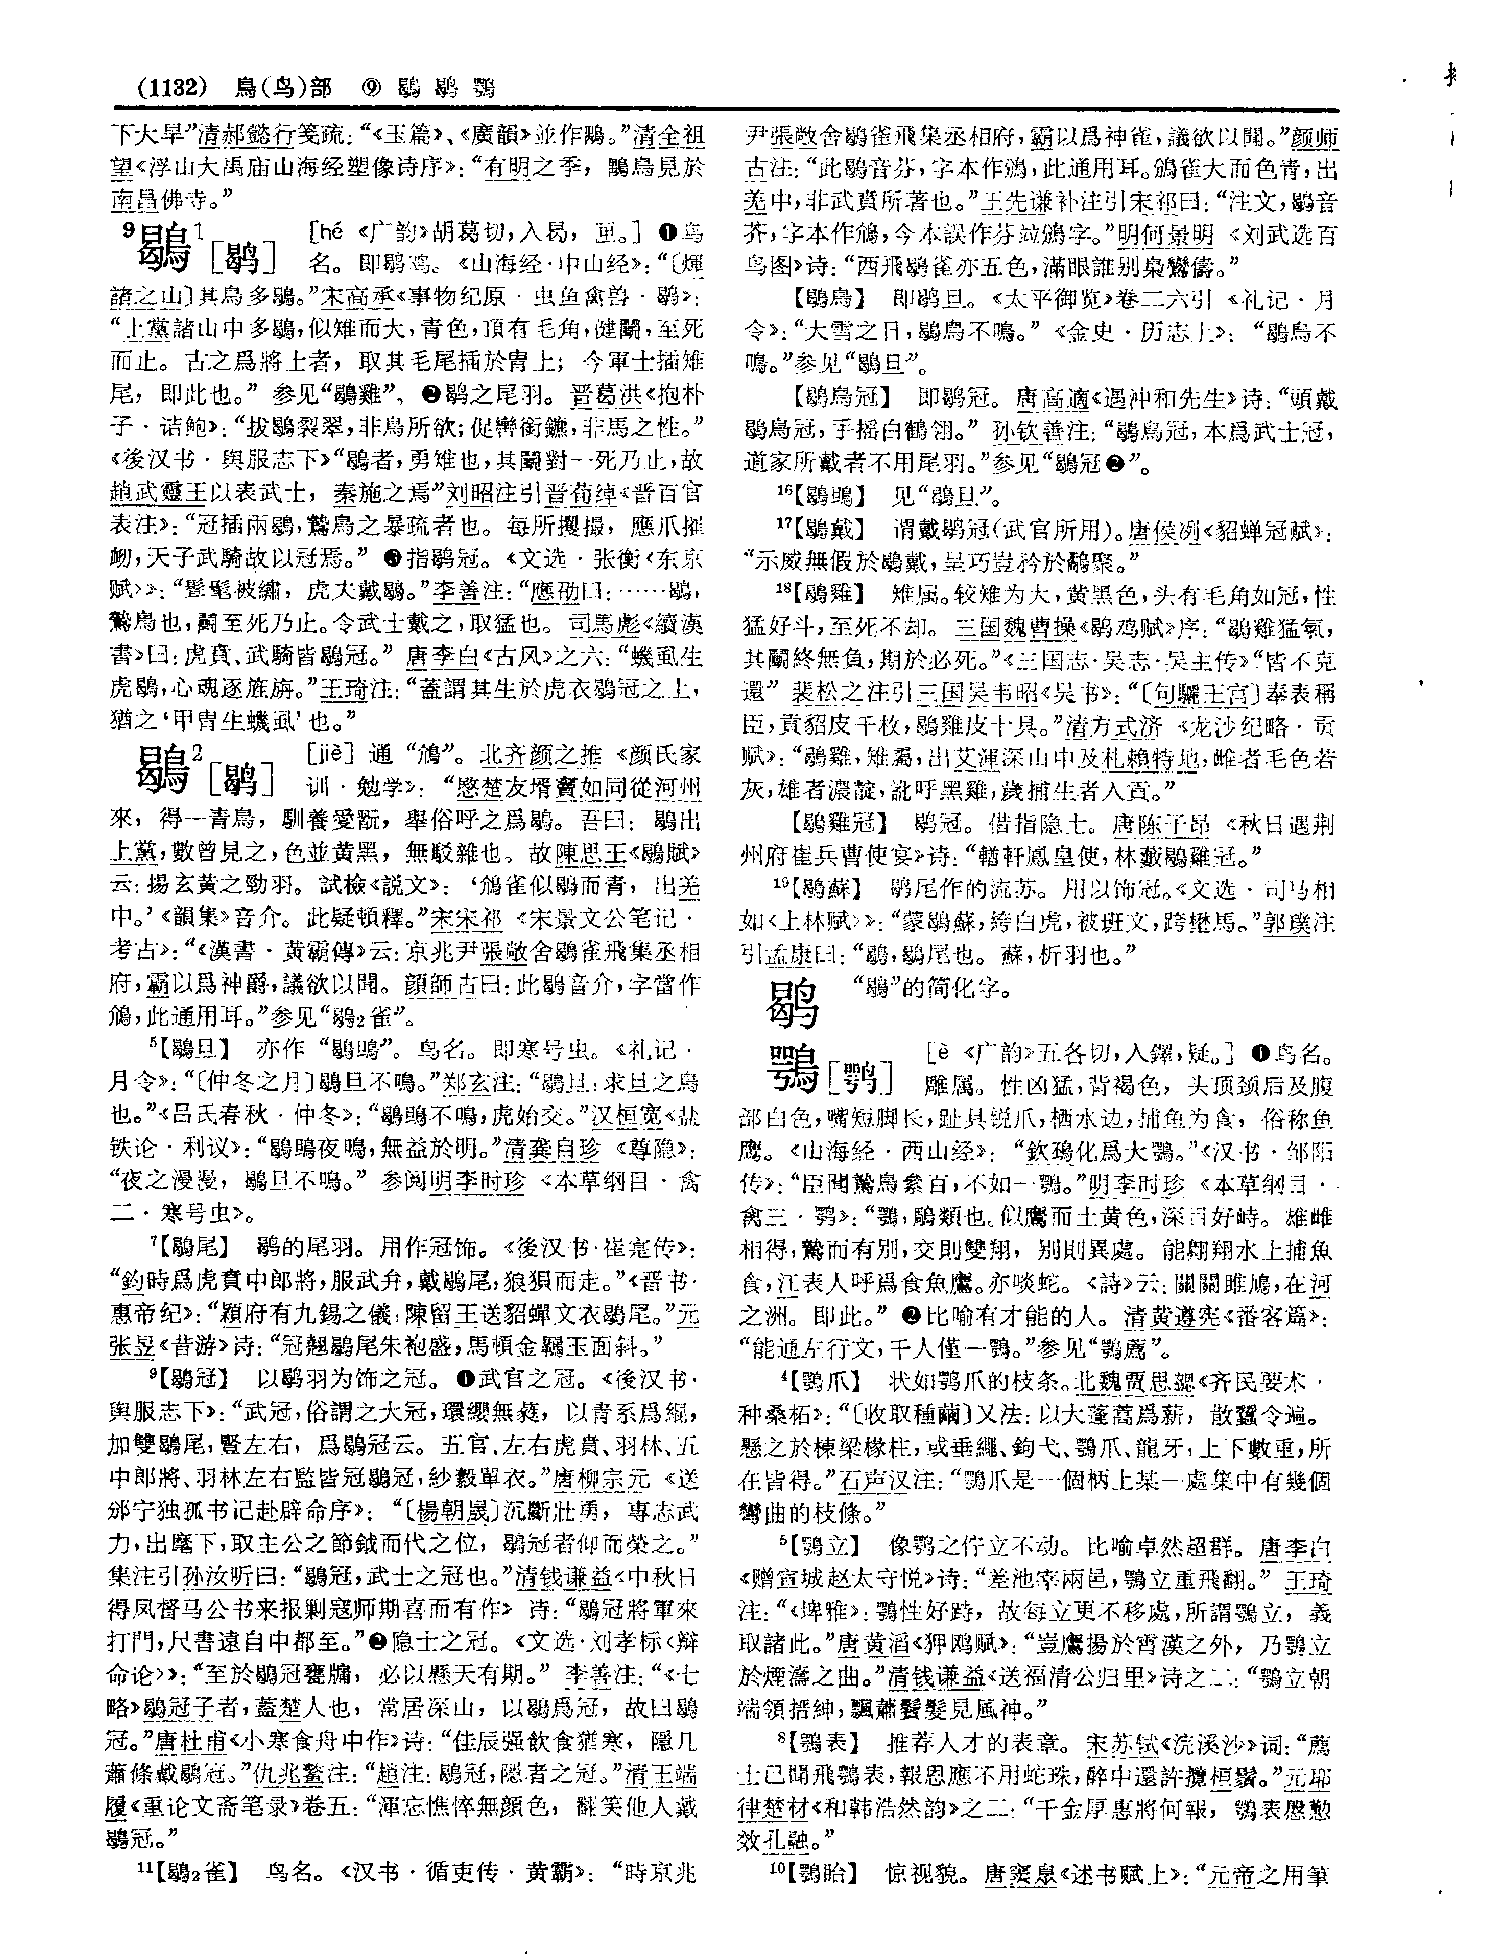 (1132) 鳥(鸟)部 ⑨ 鶡 鹖 鶚
下大旱”清郝懿行笺疏：“《玉篇》、《廣韻》並作鶡。”清全祖
望《浮山大禹庙山海经塑像诗序》：“有明之季，鶡鳥見於
南昌佛寺。”
9鶡1［鹖］ [hé《广韵》胡葛切，入曷，匣。] ❶鸟
名。即鹖鸡。《山海经·中山经》：“〔煇
諸之山〕其鳥多鶡。”宋高承《事物纪原·虫鱼禽兽·鶡》：
“上黨諸山中多鶡，似雉而大，青色，頂有毛角，健鬭，至死
而止。古之爲將士者，取其毛尾插於冑上；今軍士插雉
尾，即此也。”参见“鶡雞”、❷鹖之尾羽。晋葛洪《抱朴
子·诘鲍》：“拔鶡裂翠，非鳥所欲；促轡銜鑣，非馬之性。”
《後汉书·舆服志下》“鶡者，勇雉也，其鬭對一死乃止，故
趙武靈王以表武士，秦施之焉”刘昭注引晋荀绰《晋百官
表注》：“冠插兩鶡，鷙鳥之暴疏者也。每所攫撮，應爪摧
衂，天子武騎故以冠焉。” ❸指鹖冠。《文选·张衡〈东京
赋〉》：“髶髦被繡，虎夫戴鶡。”李善注：“應劭曰：……鶡，
鷙鳥也，鬭至死乃止。令武士戴之，取猛也。司馬彪《續漢
書》曰：虎賁、武騎皆鶡冠。”唐李白《古风》之六：“蟣虱生
虎鶡，心魂逐旌旃。”王琦注：“蓋謂其生於虎衣鶡冠之上，
猶之‘甲冑生蟣虱’也。”
鶡2［鹖］ [jiè] 通“鳻”。北齐颜之推《颜氏家
训·勉学》：“愍楚友壻竇如同從河州
來，得一青鳥，馴養愛翫，舉俗呼之爲鶡。吾曰：鶡出
上黨，數曾見之，色並黄黑，無駁雜也。故陳思王《鶡賦》
云：揚玄黄之勁羽。試檢《説文》：‘鳻雀似鶡而青，出羌
中。’《韻集》音介。此疑頓釋。”宋宋祁《宋景文公笔记·
考古》：“《漢書·黄霸傳》云：京兆尹張敞舍鶡雀飛集丞相
府，霸以爲神爵，議欲以聞。顔師古曰：此鶡音介，字當作
鳻，此通用耳。”参见“鶡2雀”。
5【鶡旦】 亦作“鶡鴠”。鸟名。即寒号虫。《礼记·
月令》：“〔仲冬之月〕鶡旦不鳴。”郑玄注：“鶡旦：求旦之鳥
也。”《吕氏春秋·仲冬》：“鶡鴠不鳴，虎始交。”汉桓宽《盐
铁论·利议》：“鶡鴠夜鳴，無益於明。”清龚自珍《尊隐》：
“夜之漫漫，鶡旦不鳴。”参阅明李时珍《本草纲目·禽
二·寒号虫》。
7【鶡尾】 鹖的尾羽。用作冠饰。《後汉书·崔寔传》：
“鈞時爲虎賁中郎將，服武弁，戴鶡尾，狼狽而走。”《晋书·
惠帝纪》：“潁府有九錫之儀，陳留王送貂蟬文衣鶡尾。”元
张昱《昔游》诗：“冠翹鶡尾朱袍盛，馬頓金羈玉面斜。”
9【鶡冠】 以鹖羽为饰之冠。❶武官之冠。《後汉书·
舆服志下》：“武冠，俗謂之大冠，環纓無蕤，以青系爲緄，
加雙鶡尾，豎左右，爲鶡冠云。五官、左右虎賁、羽林、五
中郎將、羽林左右監皆冠鶡冠，紗縠單衣。”唐柳宗元《送
邠宁独孤书记赴辟命序》：“〔楊朝晟〕沉斷壯勇，專志武
力，出麾下，取主公之節鉞而代之位，鶡冠者仰而榮之。”
集注引孙汝听曰：“鶡冠，武士之冠也。”清钱谦益《中秋日
得凤督马公书来报剿寇师期喜而有作》诗：“鶡冠將軍來
打門，尺書遠自中都至。”❷隐士之冠。《文选·刘孝标〈辩
命论〉》：“至於鶡冠甕牖，必以懸天有期。” 李善注：“《七
略》鶡冠子者，蓋楚人也，常居深山，以鶡爲冠，故曰鶡
冠。”唐杜甫《小寒食舟中作》诗：“佳辰强飲食猶寒，隱几
蕭條戴鶡冠。”仇兆鳌注：“趙注：鶡冠，隱者之冠。”清王端
履《重论文斋笔录》卷五：“渾忘憔悴無顔色，翻笑他人戴
鶡冠。”
11【鶡2雀】 鸟名。《汉书·循吏传·黄霸》：“時京兆
尹張敞舍鶡雀飛集丞相府，霸以爲神雀，議欲以聞。”颜师
古注：“此鶡音芬，字本作鳻，此通用耳。鳻雀大而色青，出
羌中，非武賁所著也。”王先谦补注引宋祁曰：“注文，鶡音
芥，字本作鳻，今本誤作芬竝鳻字。”明何景明《刘武选百
鸟图》诗：“西飛鶡雀亦五色，滿眼誰别梟鸞儔。”
【鶡鳥】 即鹖旦。《太平御览》卷二六引《礼记·月
令》：“大雪之日，鶡鳥不鳴。”《金史·历志上》：“鶡鳥不
鳴。”参见“鶡旦”。
【鶡鳥冠】 即鹖冠。唐高適《遇冲和先生》诗：“頭戴
鶡鳥冠，手摇白鶴翎。” 孙钦善注：“鶡鳥冠，本爲武士冠，
道家所戴者不用尾羽。”参见“鶡冠❷”。
16【鶡鴠】 见“鶡旦”。
17【鶡戴】 谓戴鹖冠（武官所用）。唐侯冽《貂蝉冠赋》：
“示威無假於鶡戴，呈巧豈矜於鷸聚。”
18【鶡雞】 雉属。较雉为大，黄黑色，头有毛角如冠，性
猛好斗，至死不却。三国魏曹操《鹖鸡赋》序：“鶡雞猛氣，
其鬭終無負，期於必死。”《三国志·吴志·吴主传》“皆不克
還” 裴松之注引三国吴韦昭《吴书》：“〔句驪王宫〕奉表稱
臣，貢貂皮千枚，鶡雞皮十具。”清方式济《龙沙纪略·贡
赋》：“鶡雞，雉屬，出艾渾深山中及札賴特地，雌者毛色若
灰，雄者濃靛，訛呼黑雞，歲捕生者入貢。”
【鶡雞冠】 鹖冠。借指隐士。唐陈子昂《秋日遇荆
州府崔兵曹使宴》诗：“輶軒鳳皇使，林藪鶡雞冠。”
19【鶡蘇】 鹖尾作的流苏。用以饰冠。《文选·司马相
如〈上林赋〉》：“蒙鶡蘇，絝白虎，被班文，跨壄馬。”郭璞注
引孟康曰：“鶡，鶡尾也。蘇，析羽也。”
鹖 “鶡”的简化字。
鶚［鹗］ [è《广韵》五各切，入鐸，疑。] ❶鸟名。
雕属。性凶猛，背褐色，头顶颈后及腹
部白色，嘴短脚长，趾具锐爪，栖水边，捕鱼为食，俗称鱼
鹰。《山海经·西山经》：“欽䲹化爲大鶚。”《汉书·邹阳
传》：“臣聞鷙鳥絫百，不如一鶚。”明李时珍《本草纲目·
禽三·鹗》：“鶚，鵰類也。似鷹而土黄色，深目好峙。雄雌
相得，鷙而有别，交則雙翔，别則異處。能翱翔水上捕魚
食，江表人呼爲食魚鷹。亦啖蛇。《詩》云：關關雎鳩，在河
之洲。即此。” ❷比喻有才能的人。清黄遵宪《番客篇》：
“能通左行文，千人僅一鶚。”参见“鶚薦”。
4【鶚爪】 状如鹗爪的枝条。北魏贾思勰《齐民要术·
种桑柘》：“〔收取種繭〕又法：以大蓬蒿爲薪，散蠶令遍。
懸之於棟梁椽柱，或垂繩、鉤弋、鶚爪、龍牙，上下數重，所
在皆得。”石声汉注：“鶚爪是一個柄上某一處集中有幾個
彎曲的枝條。”
5【鶚立】 像鹗之伫立不动。比喻卓然超群。唐李白
《赠宣城赵太守悦》诗：“差池宰兩邑，鶚立重飛翻。” 王琦
注：“《埤雅》：鶚性好跱，故每立更不移處，所謂鶚立，義
取諸此。”唐黄滔《狎鸥赋》：“豈鷹揚於霄漢之外，乃鶚立
於煙濤之曲。”清钱谦益《送福清公归里》诗之二：“鶚立朝
端領搢紳，飄蕭鬢髮見風神。”
8【鶚表】 推荐人才的表章。宋苏轼《浣溪沙》词：“薦
士已聞飛鶚表，報恩應不用蛇珠，醉中還許攬桓鬚。”元耶
律楚材《和韩浩然韵》之二：“千金厚惠將何報，鶚表慇懃
效孔融。”
10【鶚眙】 惊视貌。唐窦臮《述书赋上》：“元帝之用筆